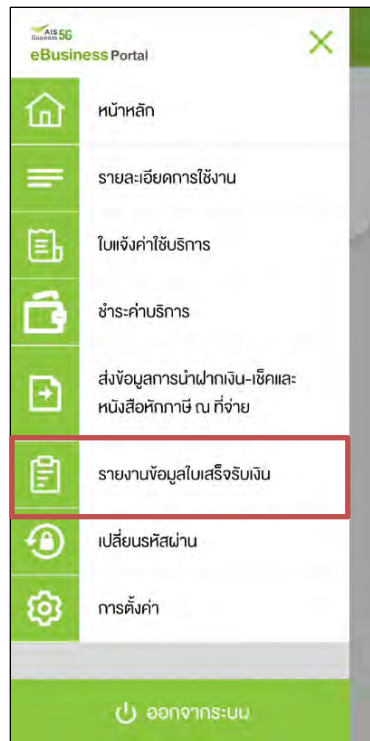 AIS 5G
Business
eBusiness Portal
หน้าหลัก
รายละเอียดการใช้งาน
ใบแจ้งค่าใช้บริการ
ชำระค่าบริการ
ส่งข้อมูลการนำฝากเงิน-เช็คและ
หนังสือหักภาษี ณ ที่จ่าย
รายงานข้อมูลใบเสร็จรับเงิน
เปลี่ยนรหัสผ่าน
การตั้งค่า
ออกจากระบบ